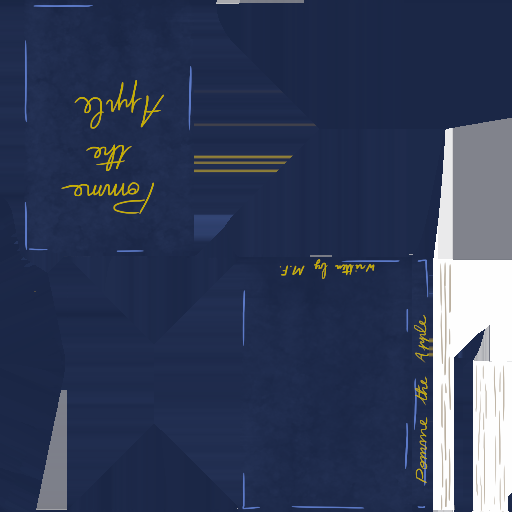 Pomme
the
Apple
Written by M.F.
Pomme the Apple